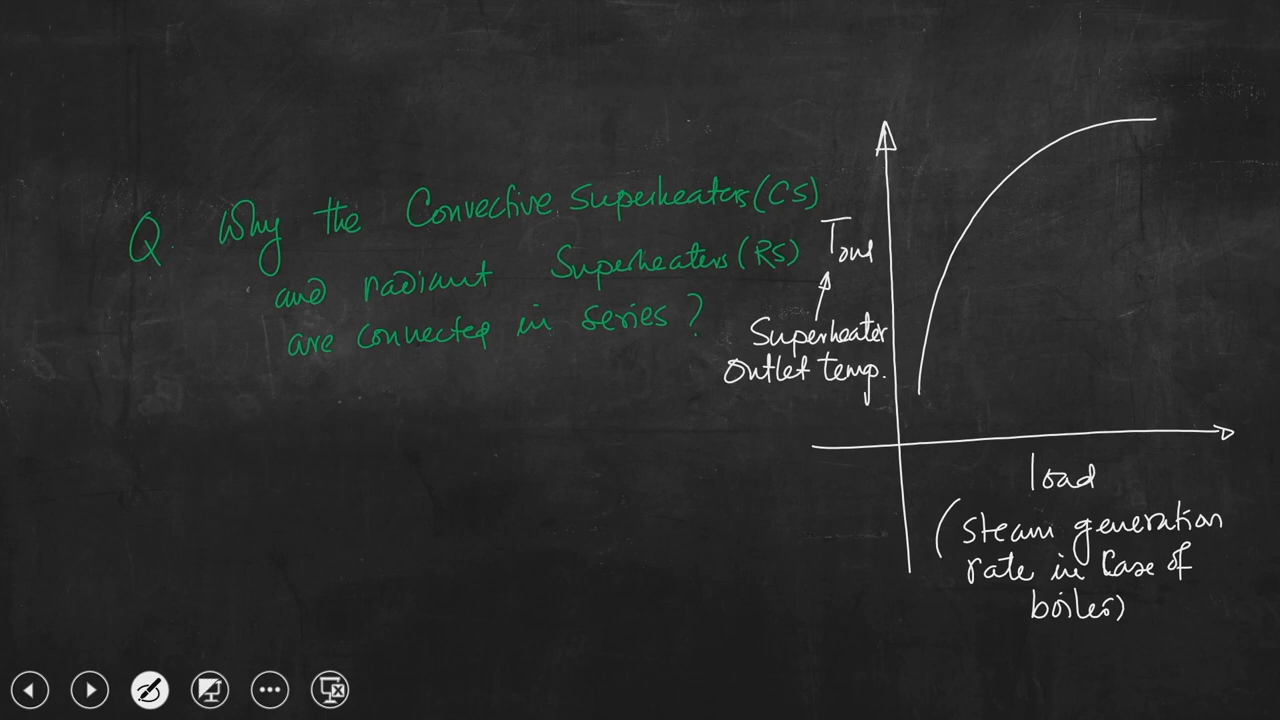 Q. Why the Convective Superheaters (CS)
and radiant Superheaters (RS)
are connected in series ?
Tout
Superheater
Outlet temp.
load
(steam generation
rate in case of
boiler)